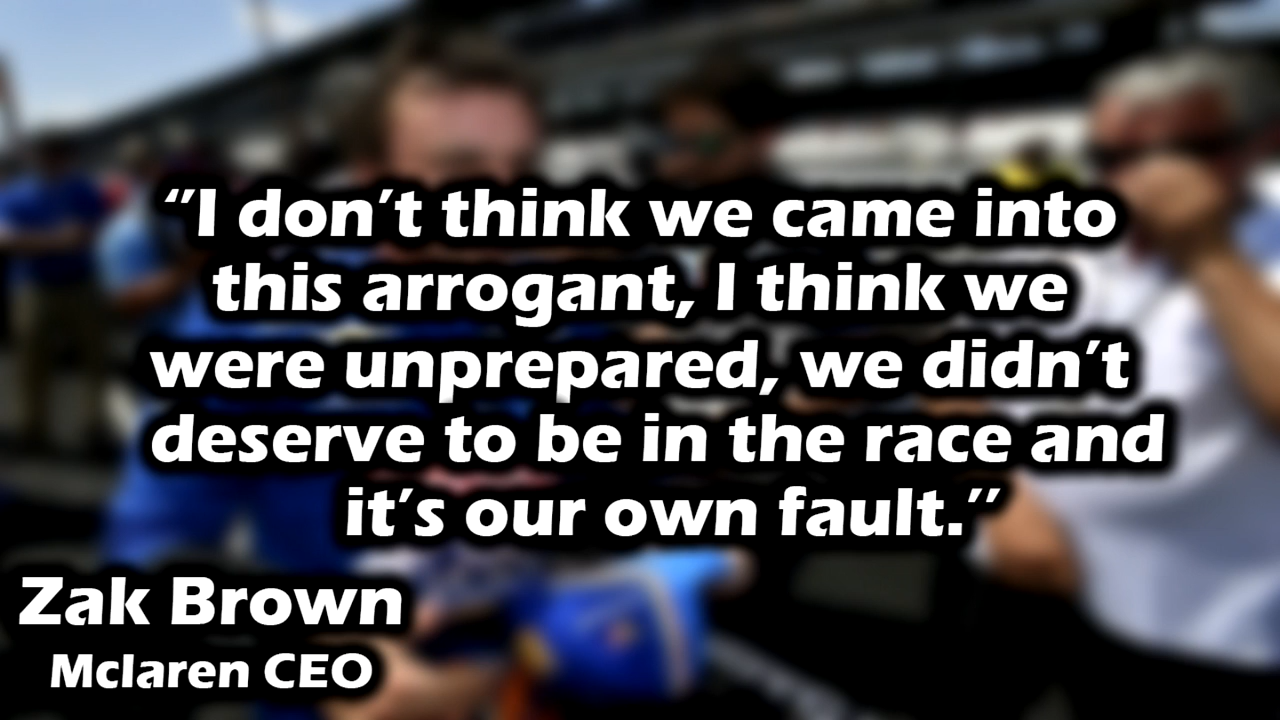 “I don’t think we came into
this arrogant, I think we
were unprepared, we didn’t
deserve to be in the race and
it’s our own fault.”
Zak Brown
Mclaren CEO